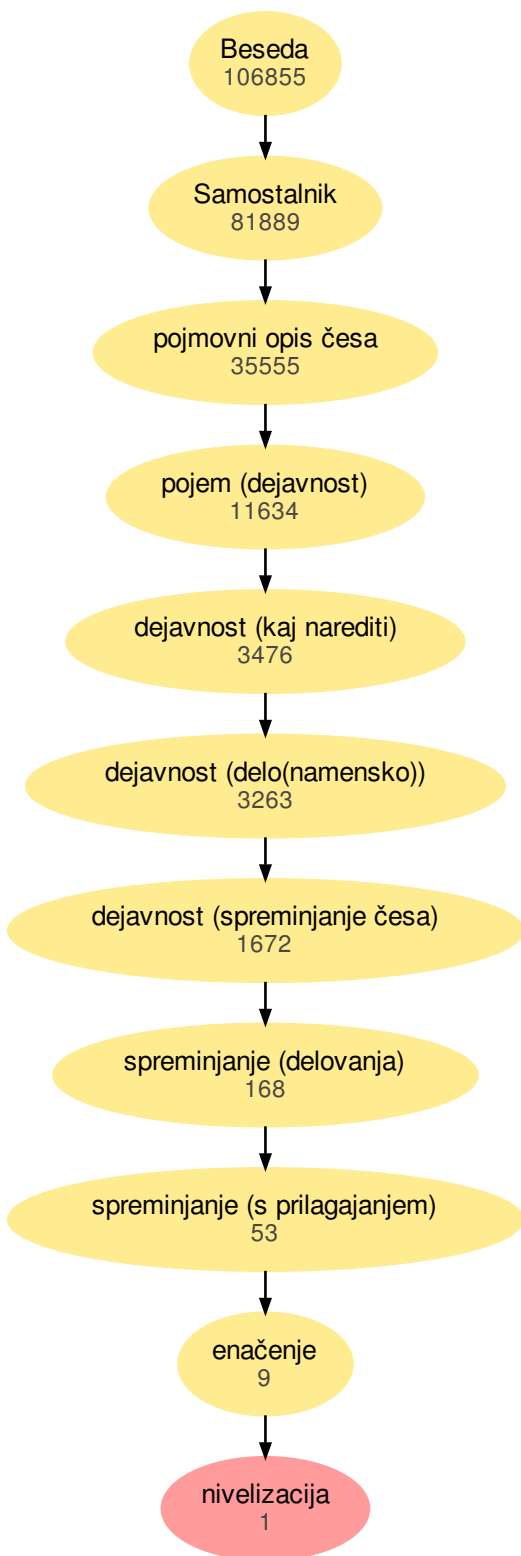 Beseda
106855
Samostalnik
81889
pojmovni opis česa
35555
pojem (dejavnost)
11634
dejavnost (kaj narediti)
3476
dejavnost (delo(namensko))
3263
dejavnost (spreminjanje česa)
1672
spreminjanje (delovanja)
168
spreminjanje (s prilagajanjem)
53
enačenje
9
nivelizacija
1